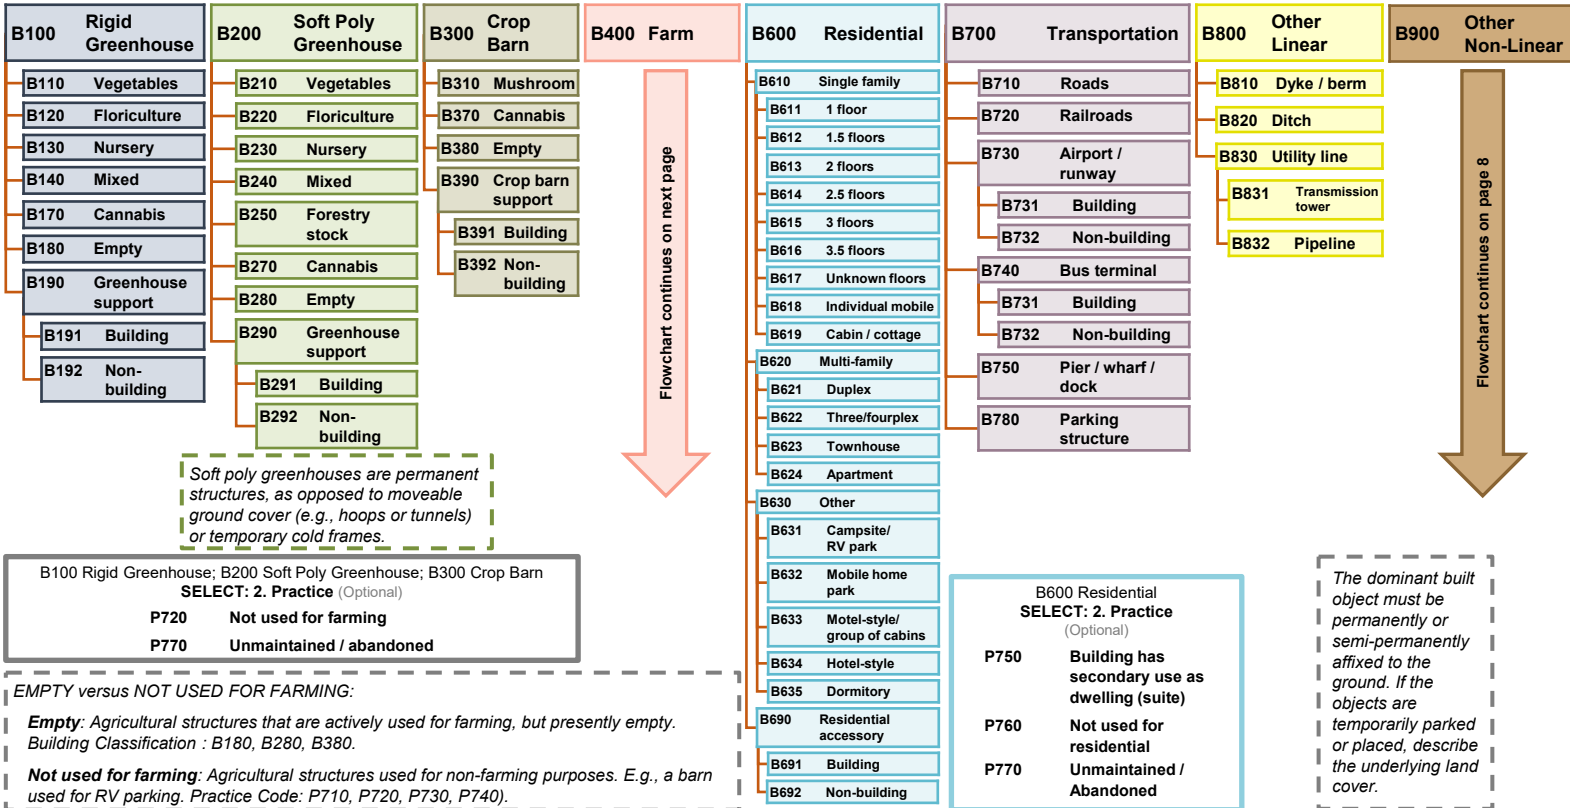 B100 Rigid
Greenhouse
B110 Vegetables
B120 Floriculture
B130 Nursery
B140 Mixed
B170 Cannabis
B180 Empty
B190 Greenhouse
support
B191 Building
B192 Non-
building
B200 Soft Poly
Greenhouse
B210 Vegetables
B220 Floriculture
B230 Nursery
B240 Mixed
B250 Forestry
stock
B270 Cannabis
B280 Empty
B290 Greenhouse
support
B291 Building
B292 Non-
building
B300 Crop
Barn
B310 Mushroom
B370 Cannabis
B380 Empty
B390 Crop barn
support
B391 Building
B392 Non-
building
B400 Farm
Flowchart continues on next page
B600 Residential
B610 Single family
B611 1 floor
B612 1.5 floors
B613 2 floors
B614 2.5 floors
B615 3 floors
B616 3.5 floors
B617 Unknown floors
B618 Individual mobile
B619 Cabin / cottage
B620 Multi-family
B621 Duplex
B622 Three/fourplex
B623 Townhouse
B624 Apartment
B630 Other
B631 Campsite/
RV park
B632 Mobile home
park
B633 Motel-style/
group of cabins
B634 Hotel-style
B635 Dormitory
B690 Residential
accessory
B691 Building
B692 Non-building
B700 Transportation
B710 Roads
B720 Railroads
B730 Airport /
runway
B731 Building
B732 Non-building
B740 Bus terminal
B731 Building
B732 Non-building
B750 Pier / wharf /
dock
B780 Parking
structure
B800 Other
Linear
B810 Dyke / berm
B820 Ditch
B830 Utility line
B831 Transmission
tower
B832 Pipeline
B900 Other
Non-Linear
Flowchart continues on page 8
Soft poly greenhouses are permanent
structures, as opposed to moveable
ground cover (e.g., hoops or tunnels)
or temporary cold frames.
B100 Rigid Greenhouse; B200 Soft Poly Greenhouse; B300 Crop Barn
SELECT: 2. Practice (Optional)
P720 Not used for farming
P770 Unmaintained / abandoned
EMPTY versus NOT USED FOR FARMING:
Empty: Agricultural structures that are actively used for farming, but presently empty.
Building Classification : B180, B280, B380.
Not used for farming: Agricultural structures used for non-farming purposes. E.g., a barn
used for RV parking. Practice Code: P710, P720, P730, P740).
B600 Residential
SELECT: 2. Practice
(Optional)
P750 Building has
secondary use as
dwelling (suite)
P760 Not used for
residential
P770 Unmaintained /
Abandoned
The dominant built
object must be
permanently or
semi-permanently
affixed to the
ground. If the
objects are
temporarily parked
or placed, describe
the underlying land
cover.